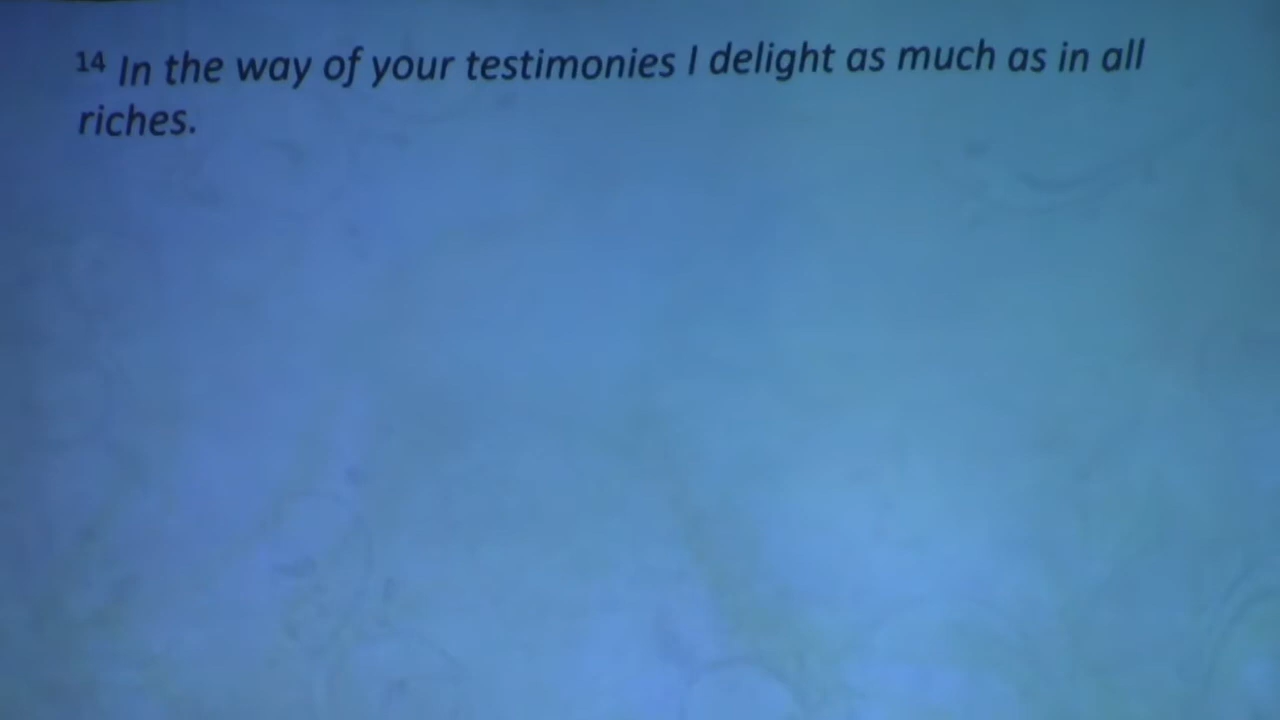 14 In the way of your testimonies I delight as much as in all
riches.